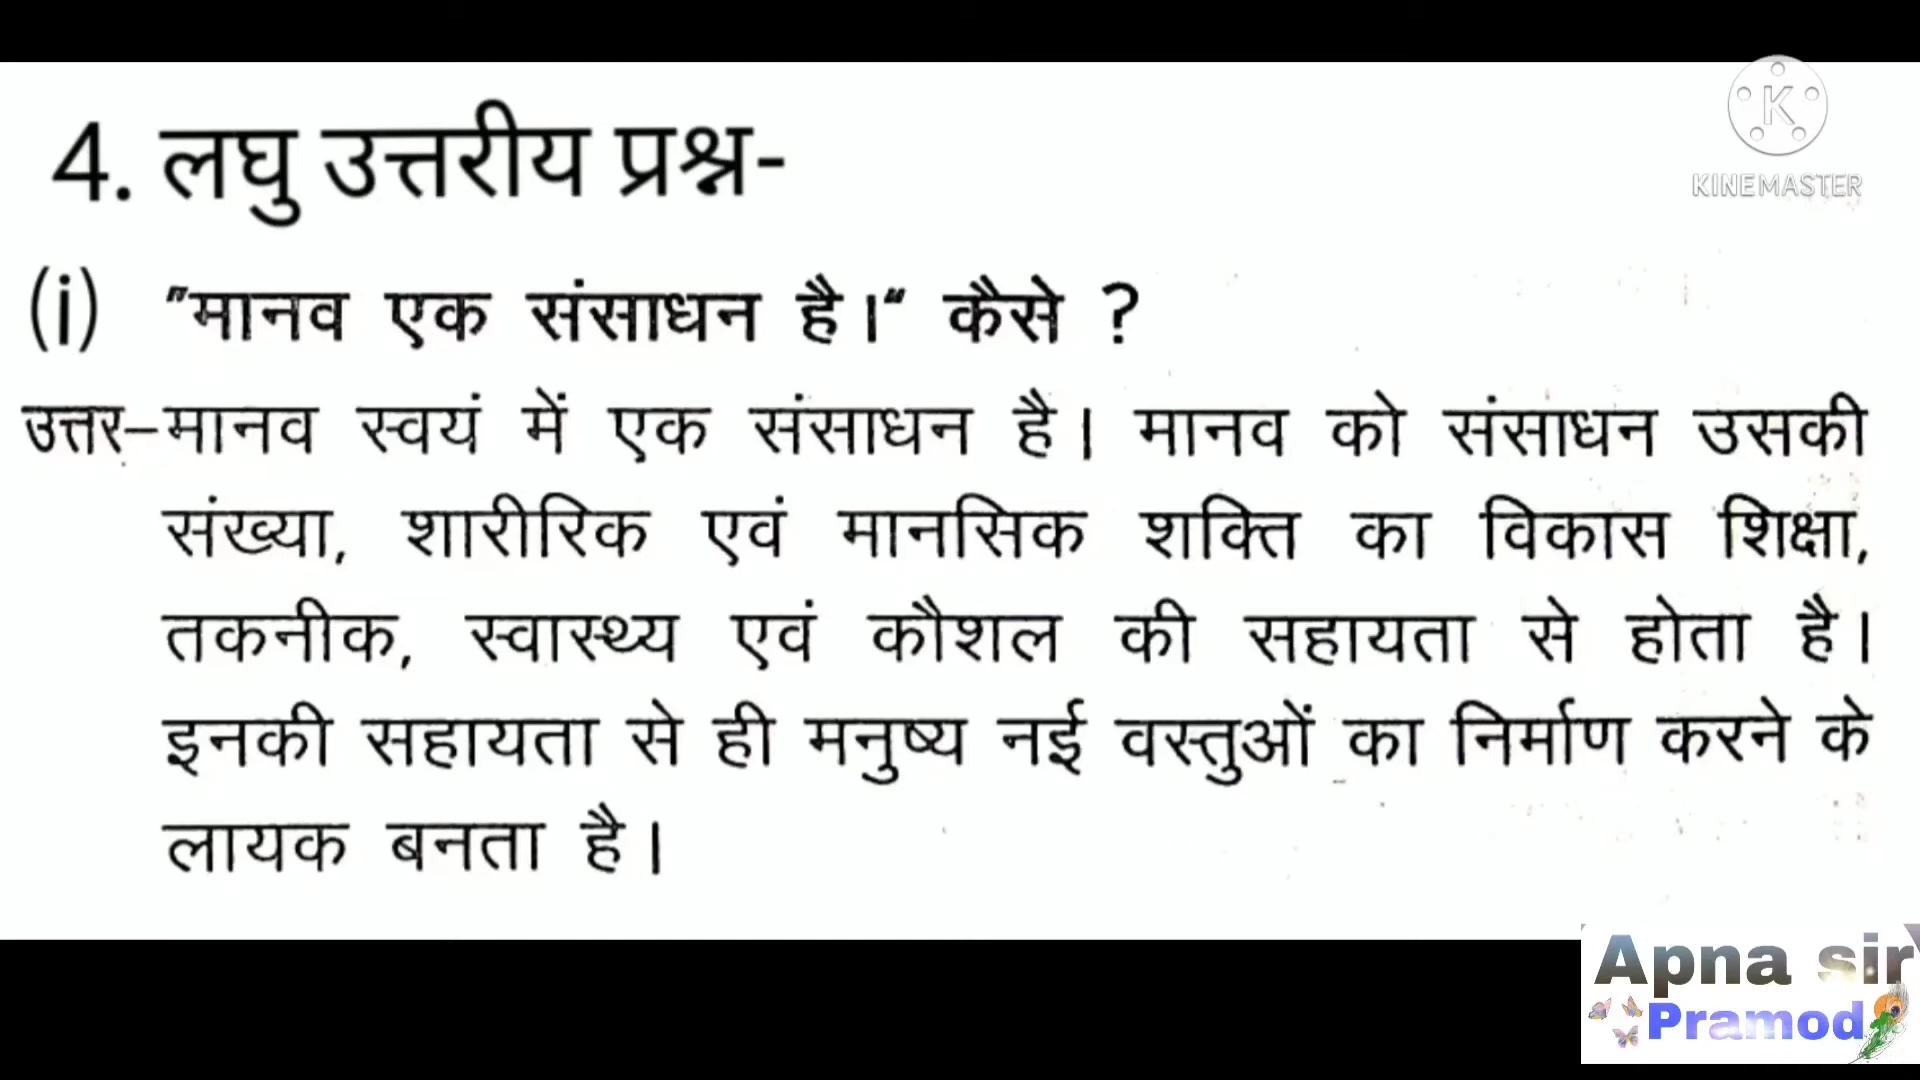 4. लघु उत्तरीय प्रश्न-
(i) "मानव एक संसाधन है।" कैसे ?
उत्तर–मानव स्वयं में एक संसाधन है। मानव को संसाधन उसकी
संख्या, शारीरिक एवं मानसिक शक्ति का विकास शिक्षा,
तकनीक, स्वास्थ्य एवं कौशल की सहायता से होता है।
इनकी सहायता से ही मनुष्य नई वस्तुओं का निर्माण करने के
लायक बनता है।
K
KINEMASTER
Apna sir
Pramod